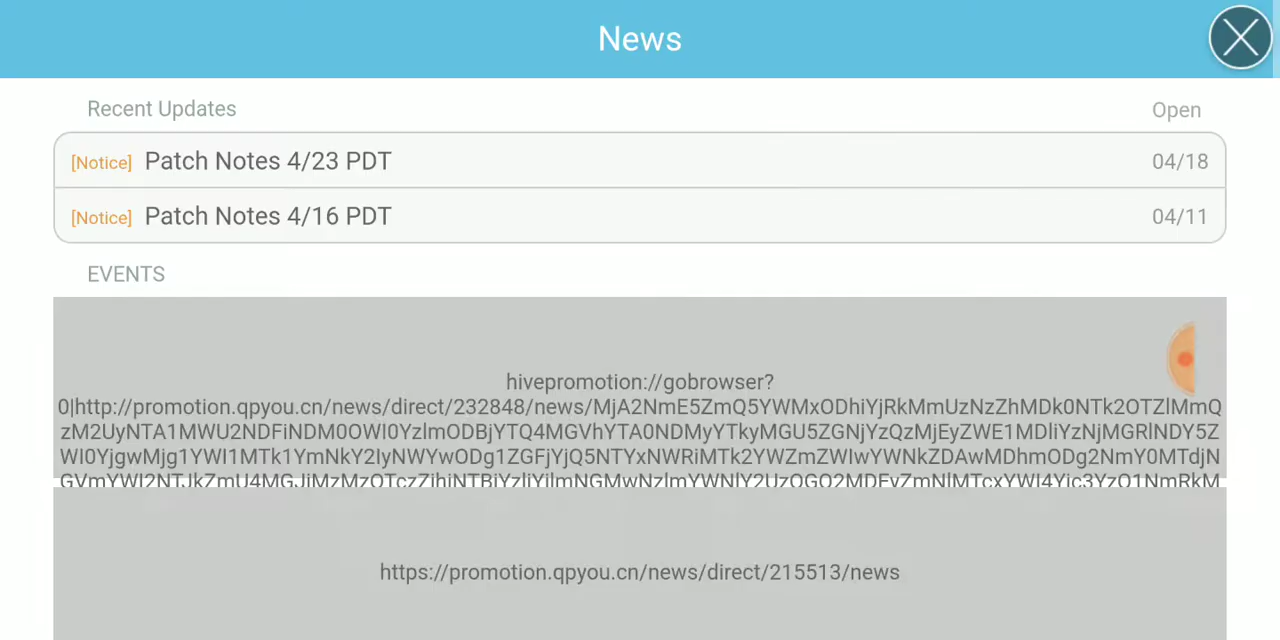 News
Recent Updates Open
[Notice] Patch Notes 4/23 PDT 04/18
[Notice] Patch Notes 4/16 PDT 04/11
EVENTS
hivepromotion://gobrowser?
0|http://promotion.qpyou.cn/news/direct/232848/news/MjA2NmE5ZmQ5YWMxODhiYjRkMmUzNzZhMDk0NTk2OTZlMmQ
zM2UyNTA1MWU2NDFiNDM0OWI0YzlmODBjYTQ4MGVhYTA0NDMyYTkyMGU5ZGNjYzQzMjEyZWE1MDliYzNjMGRlNDY5Z
WI0YjgwMjg1YWI1MTk1YmNkY2IyNWYwODg1ZGFjYjQ5NTYxNWRiMTk2YWZmZWIwYWNkZDAwMDhmODg2NmY0MTdjN
https://promotion.qpyou.cn/news/direct/215513/news